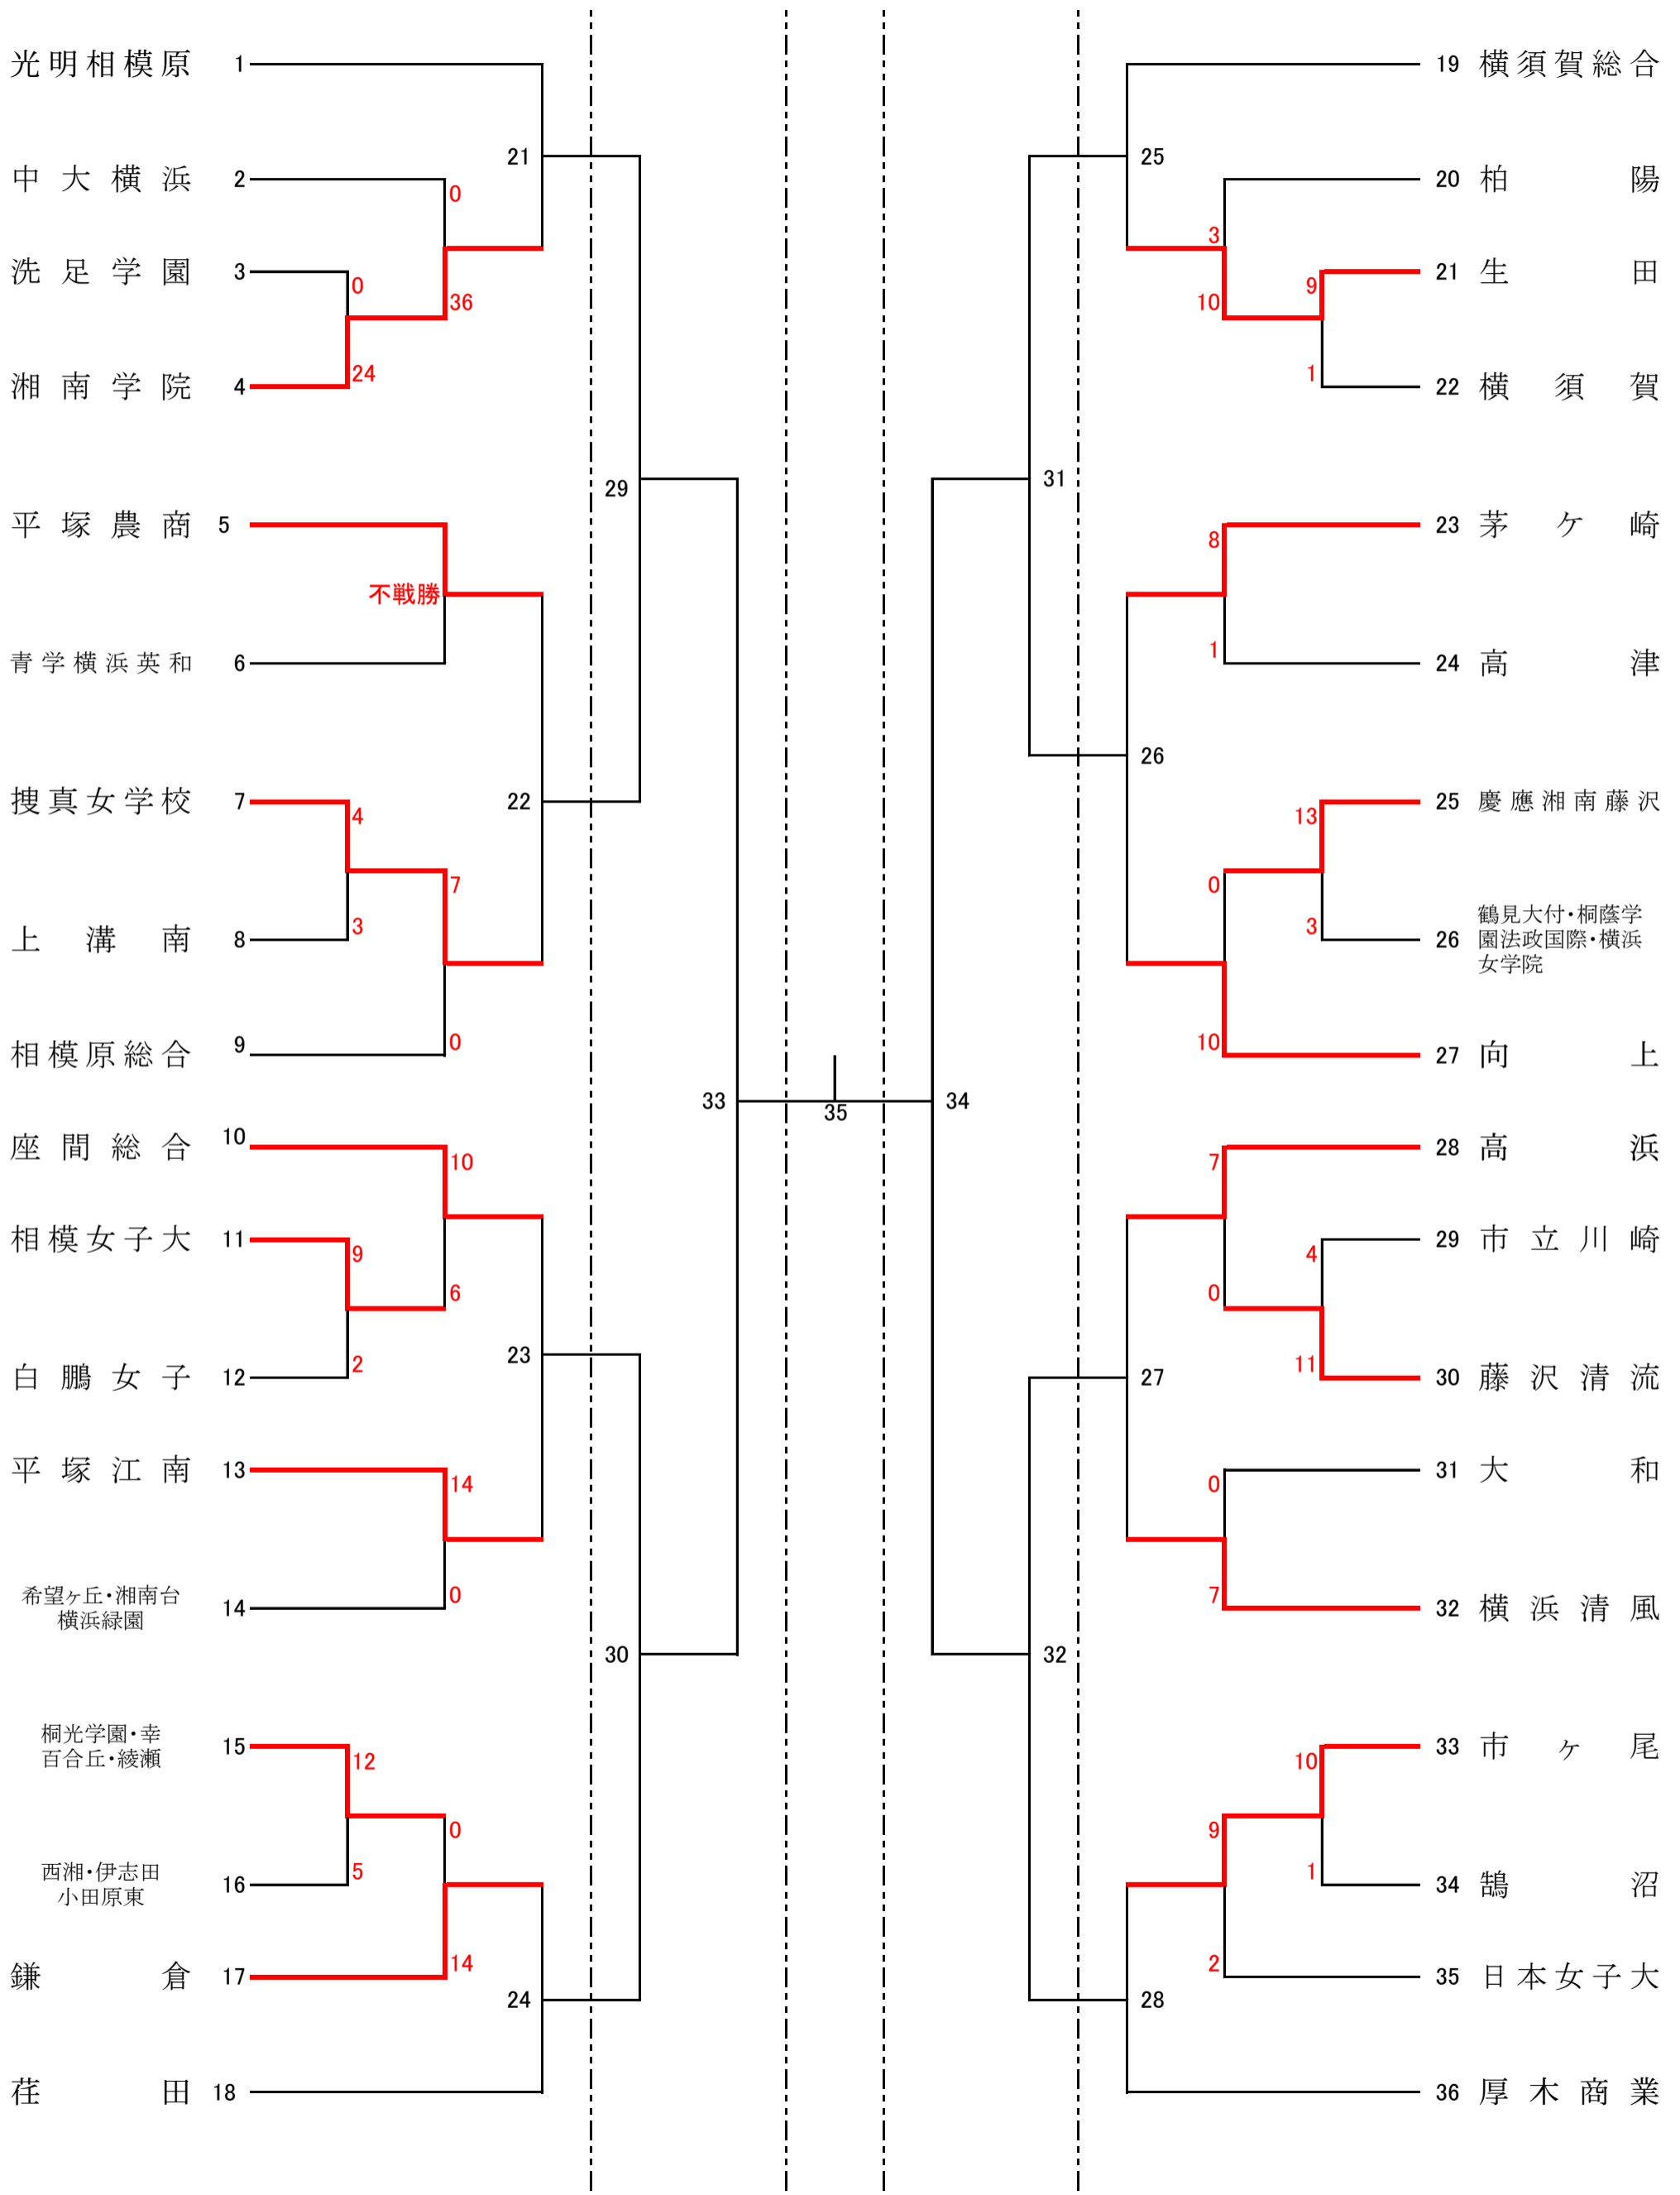 光明相模原 1
21
中大横浜 2
0
洗足学園 3
0
36
24
湘南学院 4
29
平塚農商 5
不戦勝
青学横浜英和 6
捜真女学校 7
4
22
7
3
上溝南 8
相模原総合 9
0
33
35
座間総合 10
10
相模女子大 11
9
6
2
白鵬女子 12
23
平塚江南 13
14
0
希望ヶ丘・湘南台
横浜緑園
14
30
桐光学園・幸
百合丘・綾瀬
15
12
0
5
西湘・伊志田
小田原東
16
鎌倉 17
14
24
荏田 18
19 横須賀総合
25
20 柏陽
3
21 生田
9
10
1
22 横須賀
31
23 茅ケ崎
8
1
24 高津
26
25 慶應湘南藤沢
13
0
3
26
鶴見大付・桐蔭学
園法政国際・横浜
女学院
10
27 向上
34
28 高浜
7
29 市立川崎
4
0
11
30 藤沢清流
27
31 大和
0
7
32 横浜清風
32
33 市ヶ尾
10
9
1
34 鵠沼
2
35 日本女子大
28
36 厚木商業